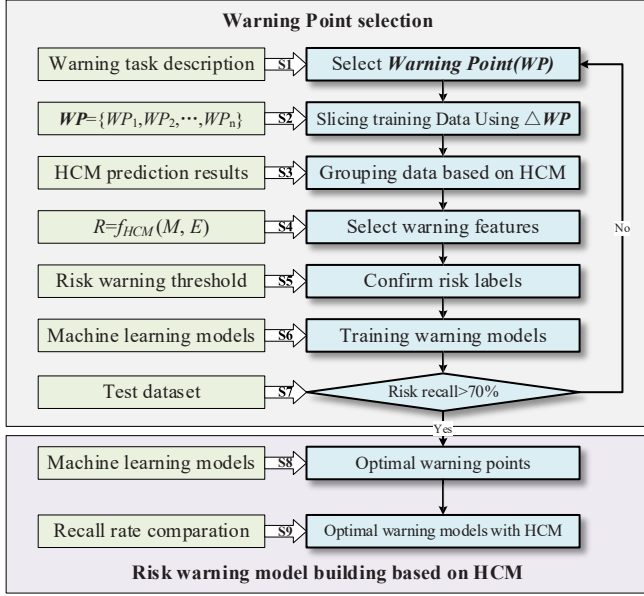 Warning Point selection
Warning task description S1 Select Warning Point(WP)
WP={WP1,WP2,⋯,WPn} S2 Slicing training Data Using △WP
HCM prediction results S3 Grouping data based on HCM
R=fHCM(M, E) S4 Select warning features
No
Risk warning threshold S5 Confirm risk labels
Machine learning models S6 Training warning models
Test dataset S7 Risk recall>70%
Yes
Machine learning models S8 Optimal warning points
Recall rate comparation S9 Optimal warning models with HCM
Risk warning model building based on HCM